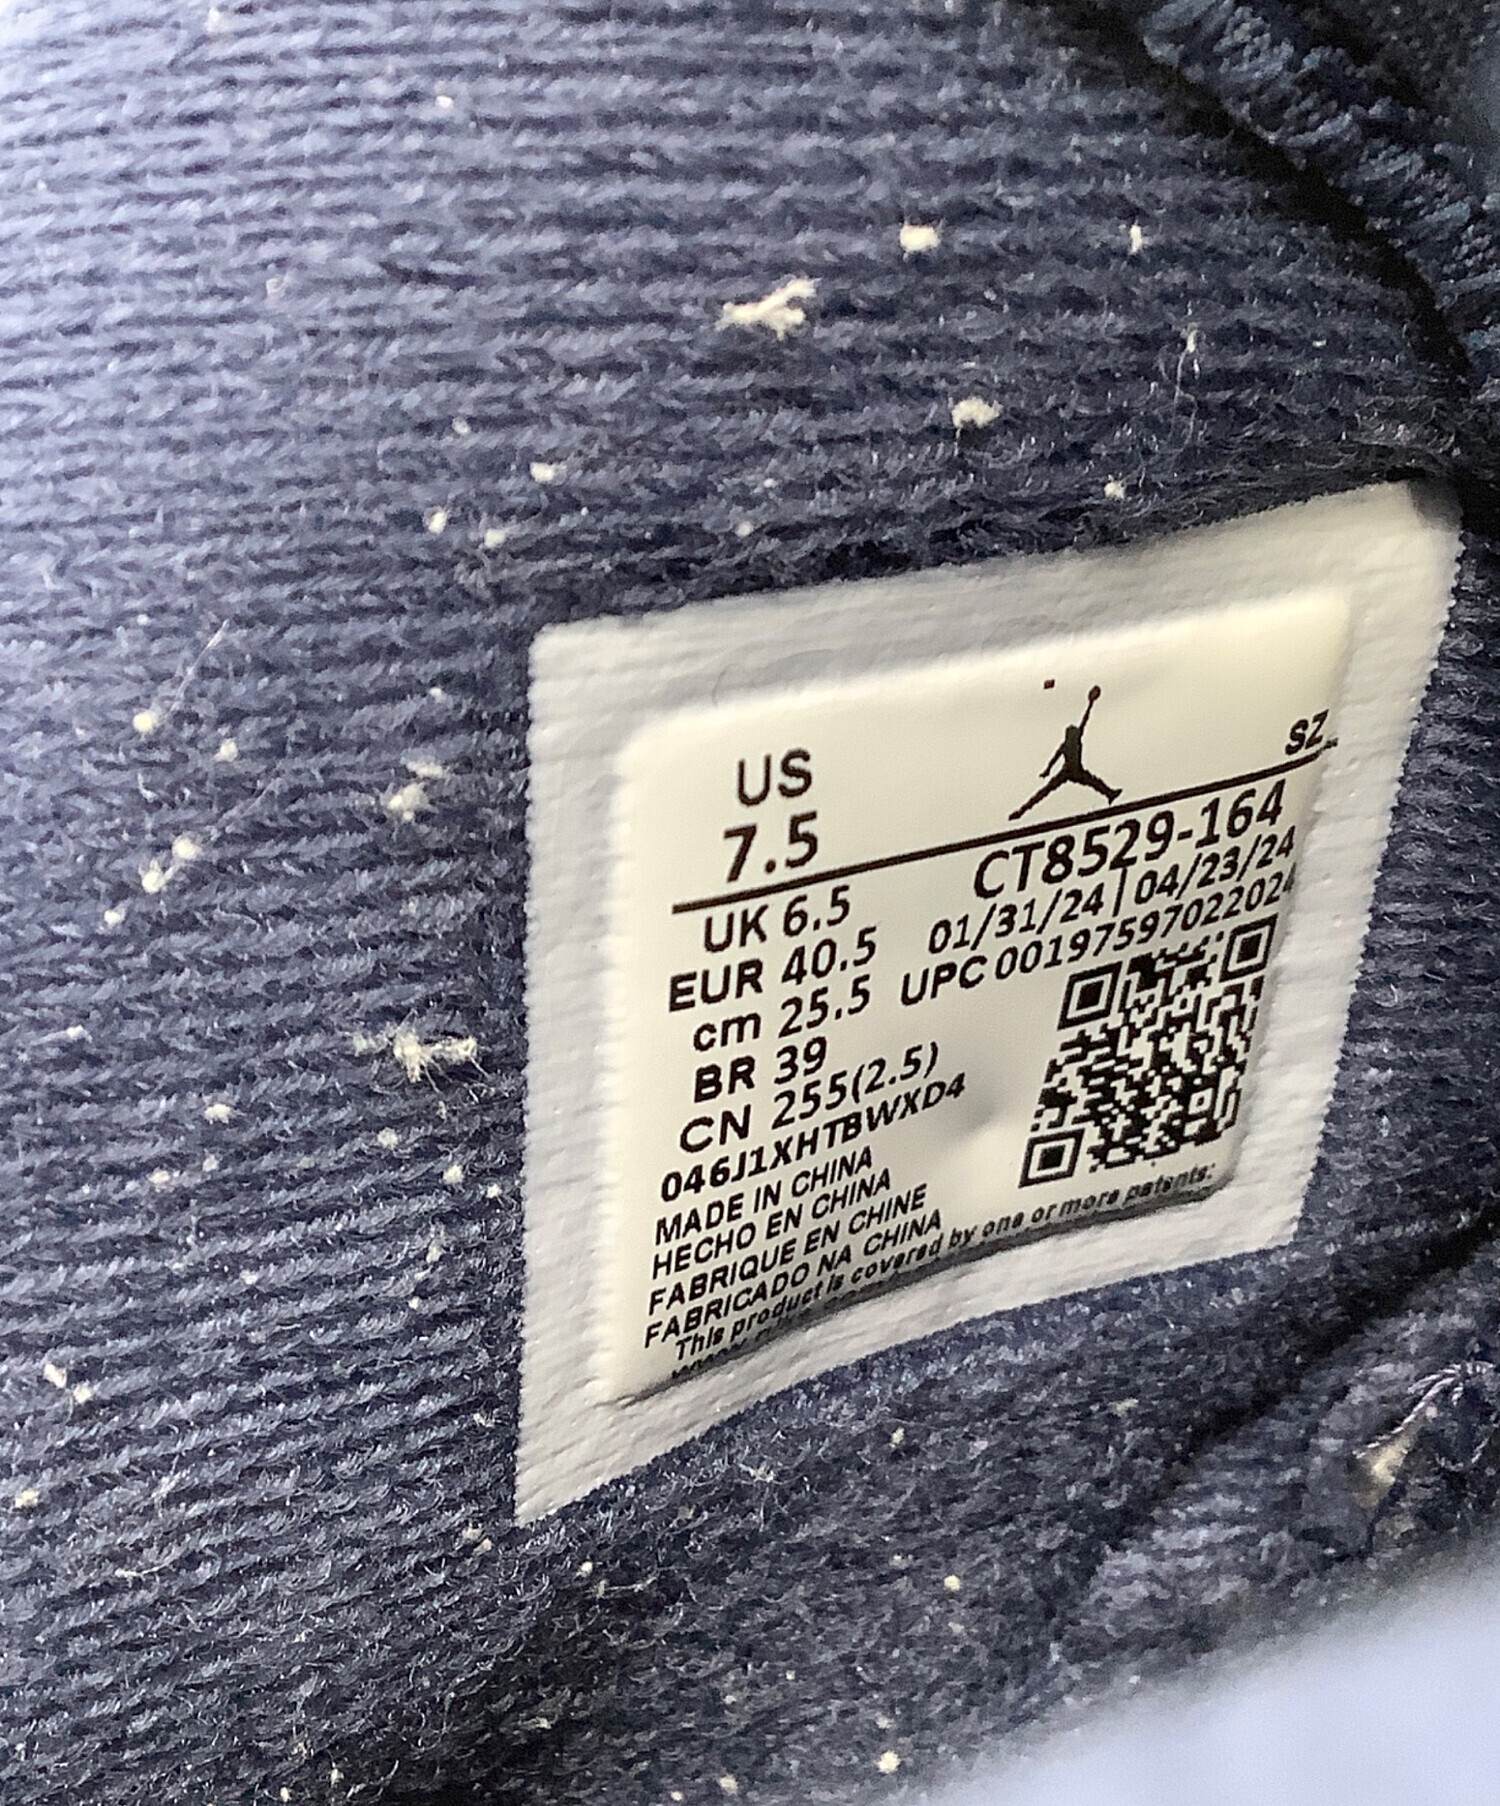 US
7.5
SZ
UK 6.5
EUR 40.5
cm 25.5
BR 39
CN 255(2.5)
046J1XHTBWXD4
MADE IN CHINA
HECHO EN CHINA
FABRIQUE EN CHINE
FABRICADO NA CHINA
This product is covered by one or more patents:
CT8529-164
01/31/24 | 04/23/24
UPC 00197597022024